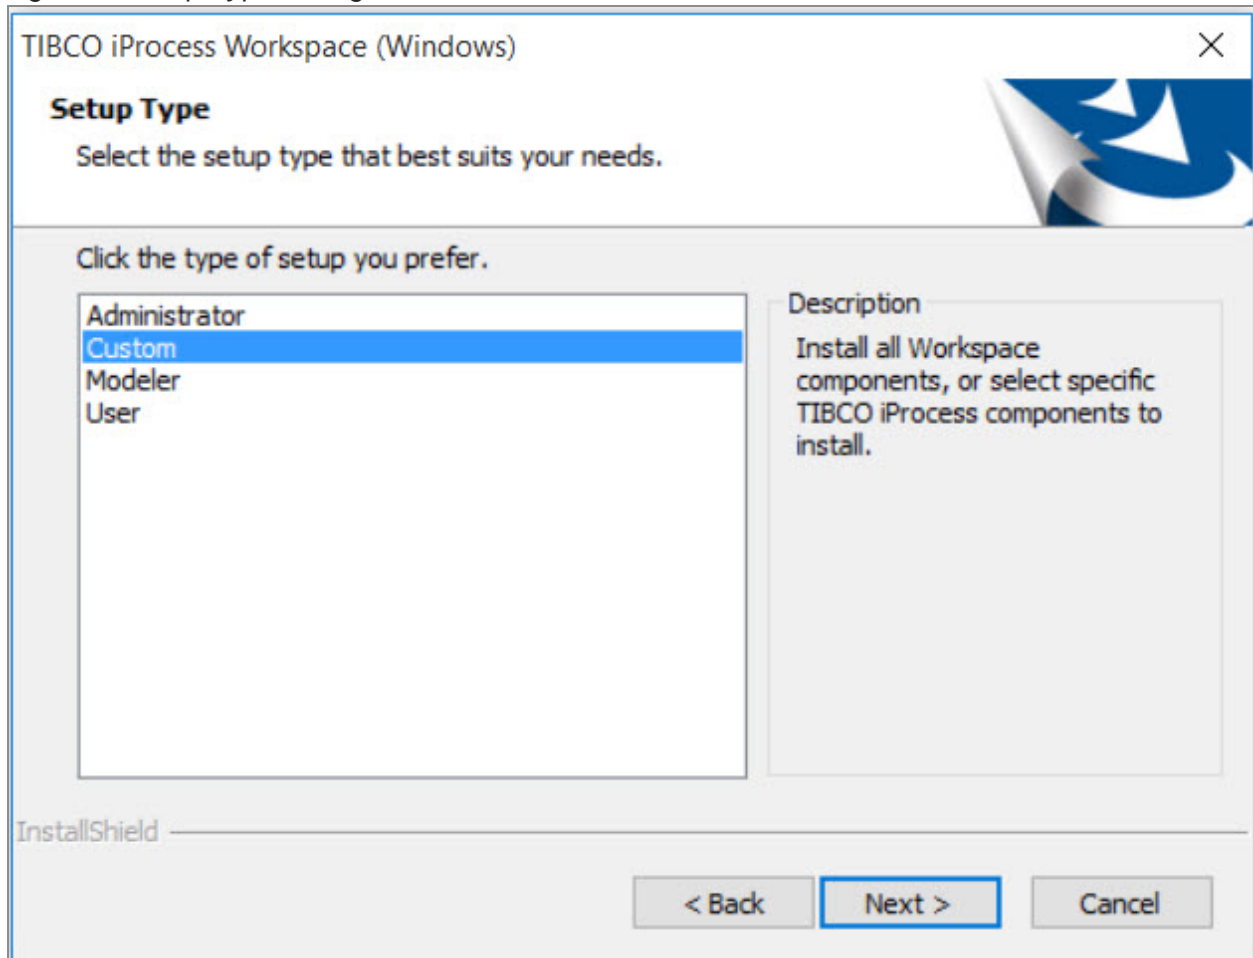 TIBCO iProcess Workspace (Windows)
Setup Type
Select the setup type that best suits your needs.
Click the type of setup you prefer.
Administrator
Custom
Modeler
User
Description
Install all Workspace
components, or select specific
TIBCO iProcess components to
install.
InstallShield
< Back
Next >
Cancel